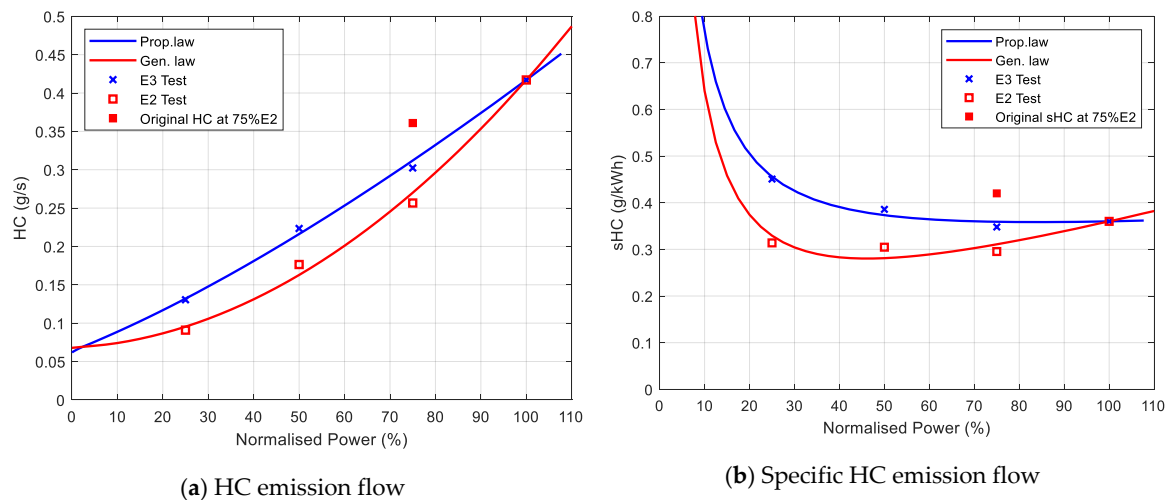 0.5
0.45
0.4
0.35
0.3
0.25
0.2
0.15
0.1
0.05
0
HC (g/s)
Prop.law
Gen. law
E3 Test
E2 Test
Original HC at 75%E2
0 10 20 30 40 50 60 70 80 90 100 110
Normalised Power (%)
(a) HC emission flow
0.8
0.7
0.6
0.5
0.4
0.3
0.2
0.1
0
sHC (g/kWh)
Prop.law
Gen. law
E3 Test
E2 Test
Original sHC at 75%E2
0 10 20 30 40 50 60 70 80 90 100 110
Normalised Power (%)
(b) Specific HC emission flow